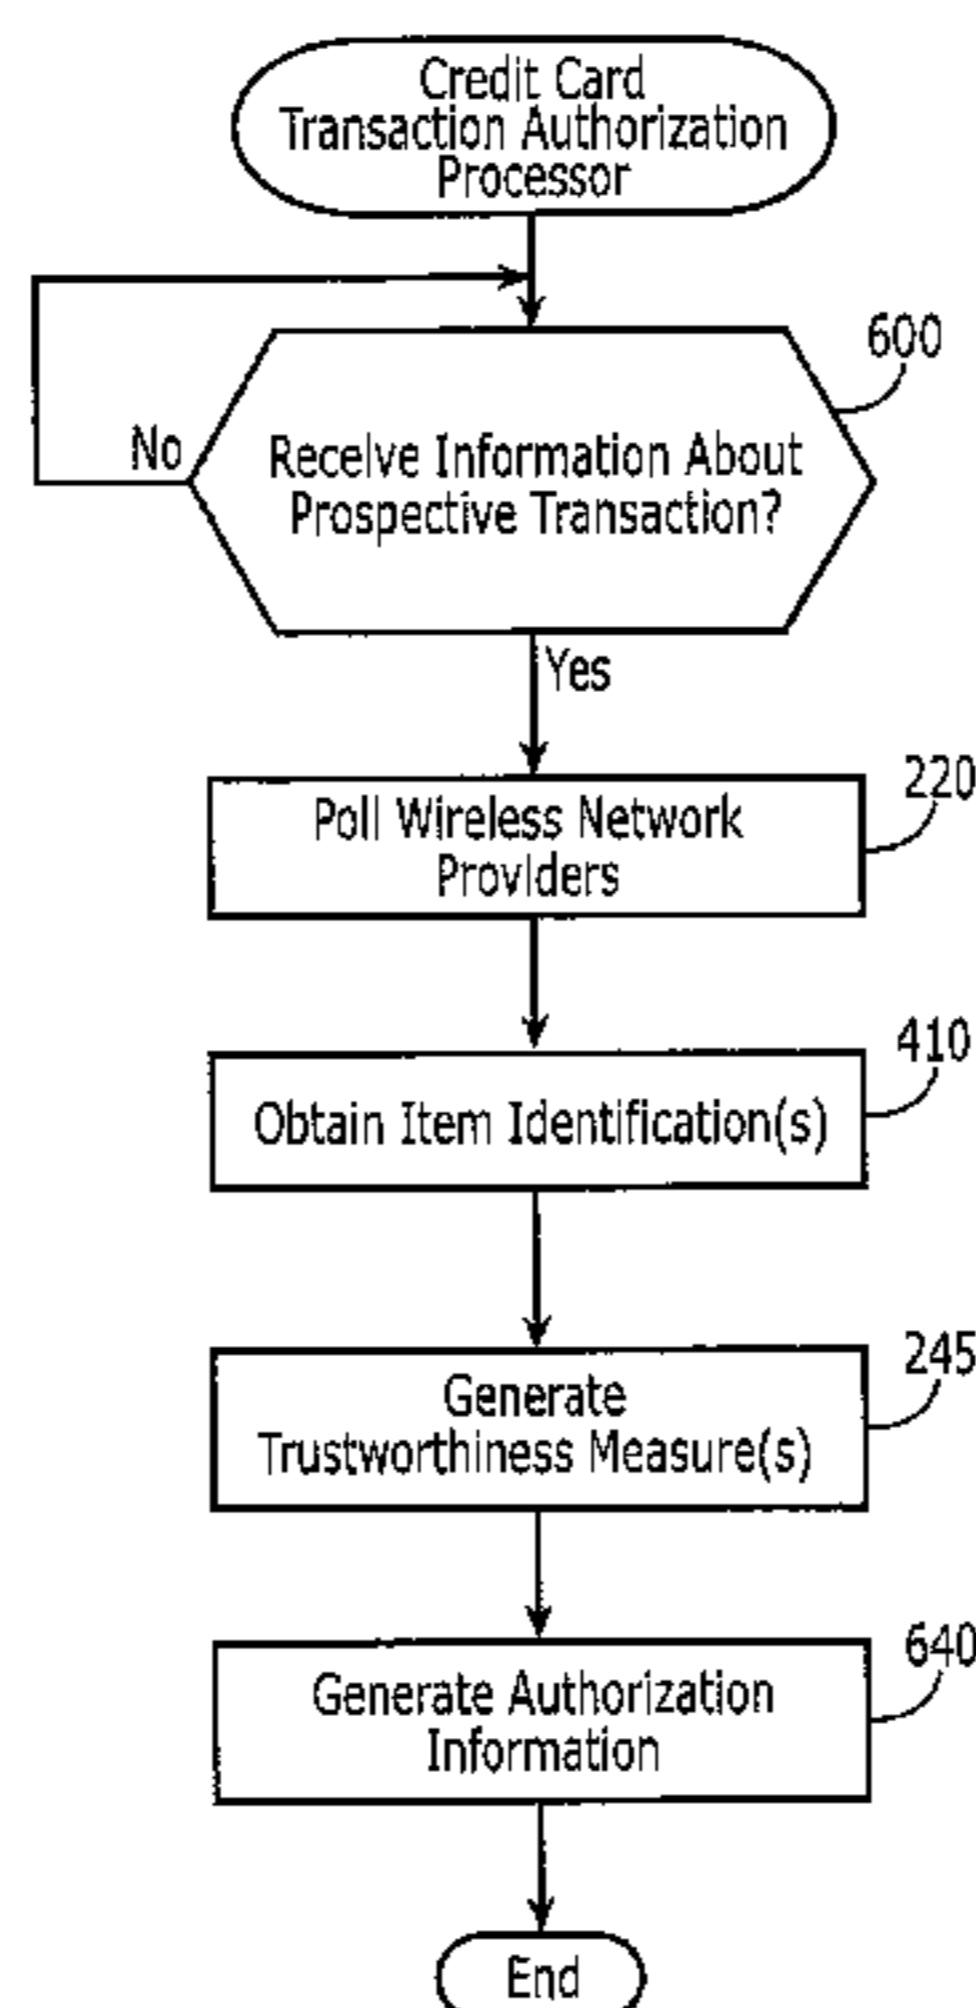 Credit Card
Transaction Authorization
Processor
600
No
Receive Information About
Prospective Transaction?
Yes
220
Poll Wireless Network
Providers
410
Obtain Item Identification(s)
245
Generate
Trustworthiness Measure(s)
640
Generate Authorization
Information
End